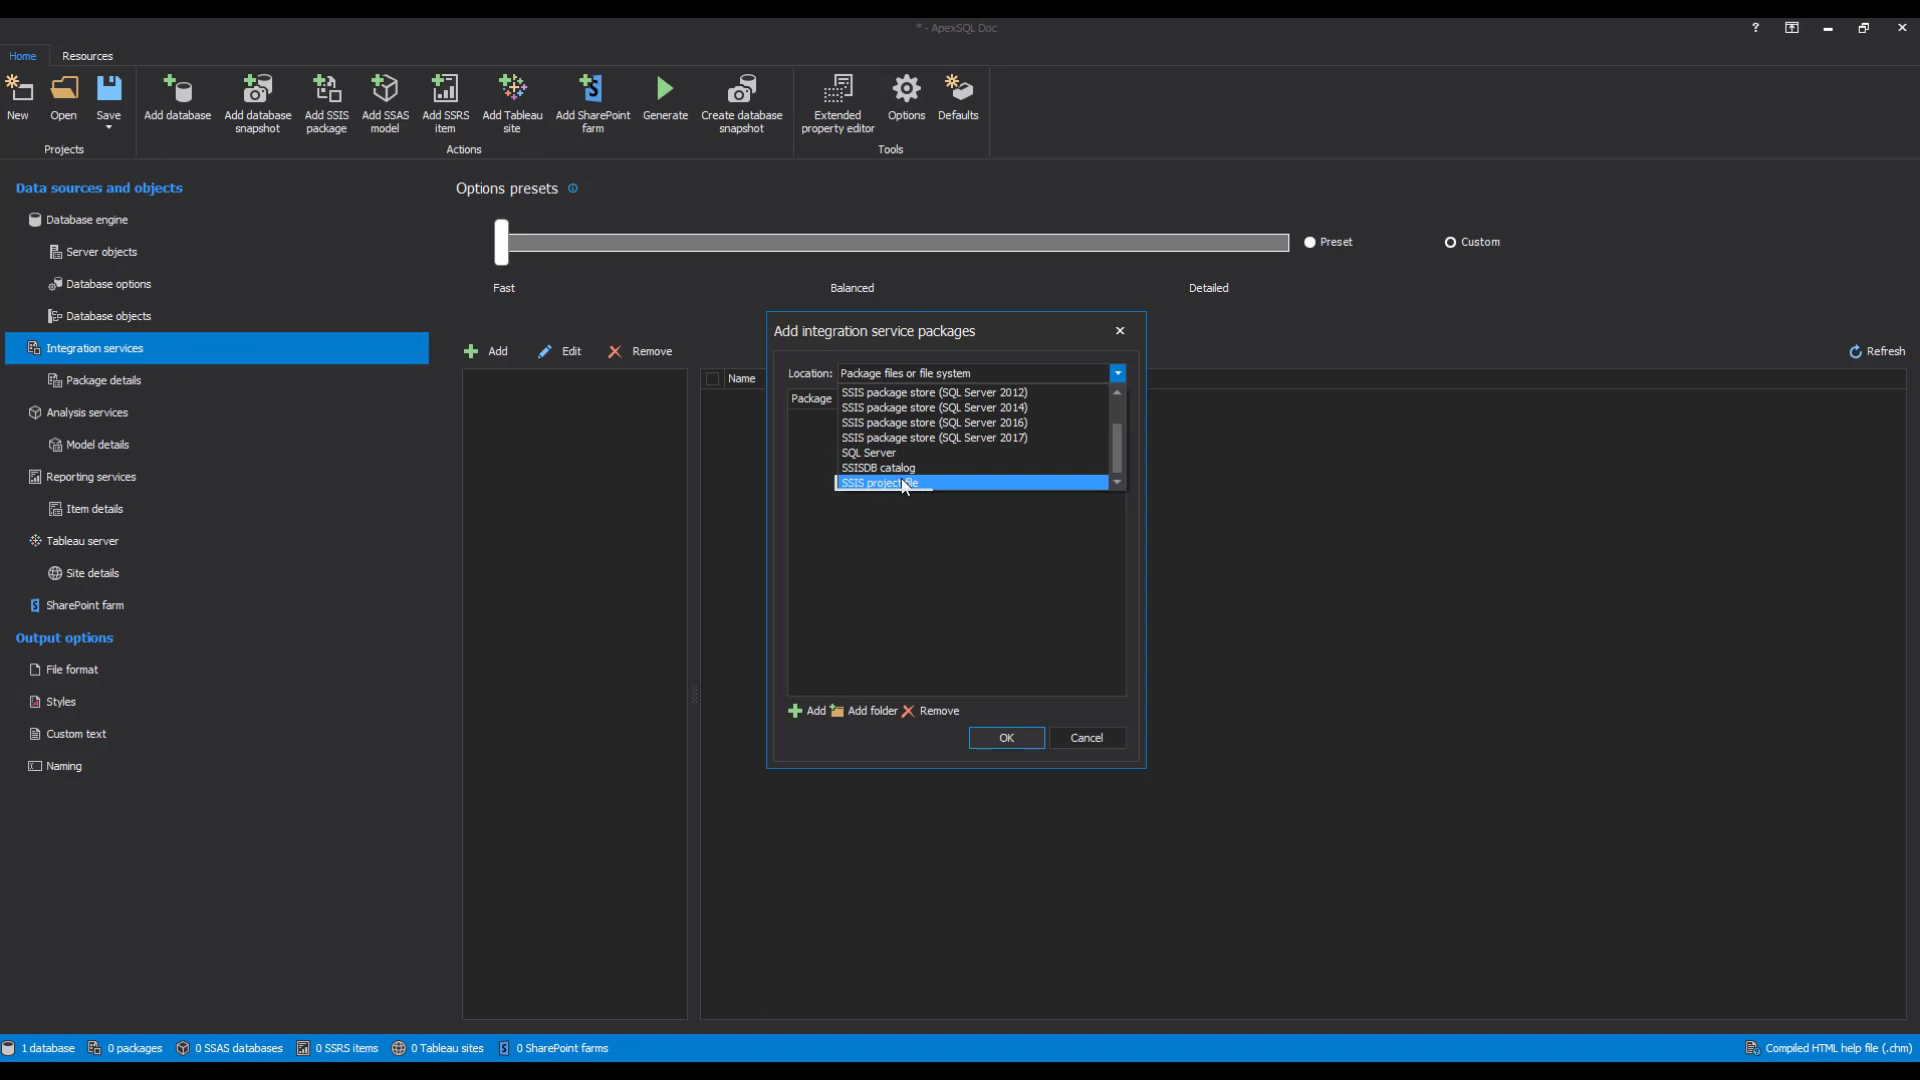 * - ApexSQL Doc
?
Home Resources
New Open Save Add database Add database snapshot Add SSIS package Add SSAS model Add SSRS item Add Tableau site Add SharePoint farm Generate Create database snapshot Extended property editor Options Defaults
Projects Actions Tools
Data sources and objects
Database engine
Server objects
Database options
Database objects
Integration services
Package details
Analysis services
Model details
Reporting services
Item details
Tableau server
Site details
SharePoint farm
Output options
File format
Styles
Custom text
Naming
Options presets
Preset Custom
Fast Balanced Detailed
Add Edit Remove Refresh
Name
Add integration service packages
Location: Package files or file system
Package
SSIS package store (SQL Server 2012)
SSIS package store (SQL Server 2014)
SSIS package store (SQL Server 2016)
SSIS package store (SQL Server 2017)
SQL Server
SSISDB catalog
SSIS project file
Add Add folder Remove
OK Cancel
1 database 0 packages 0 SSAS databases 0 SSRS items 0 Tableau sites 0 SharePoint farms Compiled HTML help file (.chm)